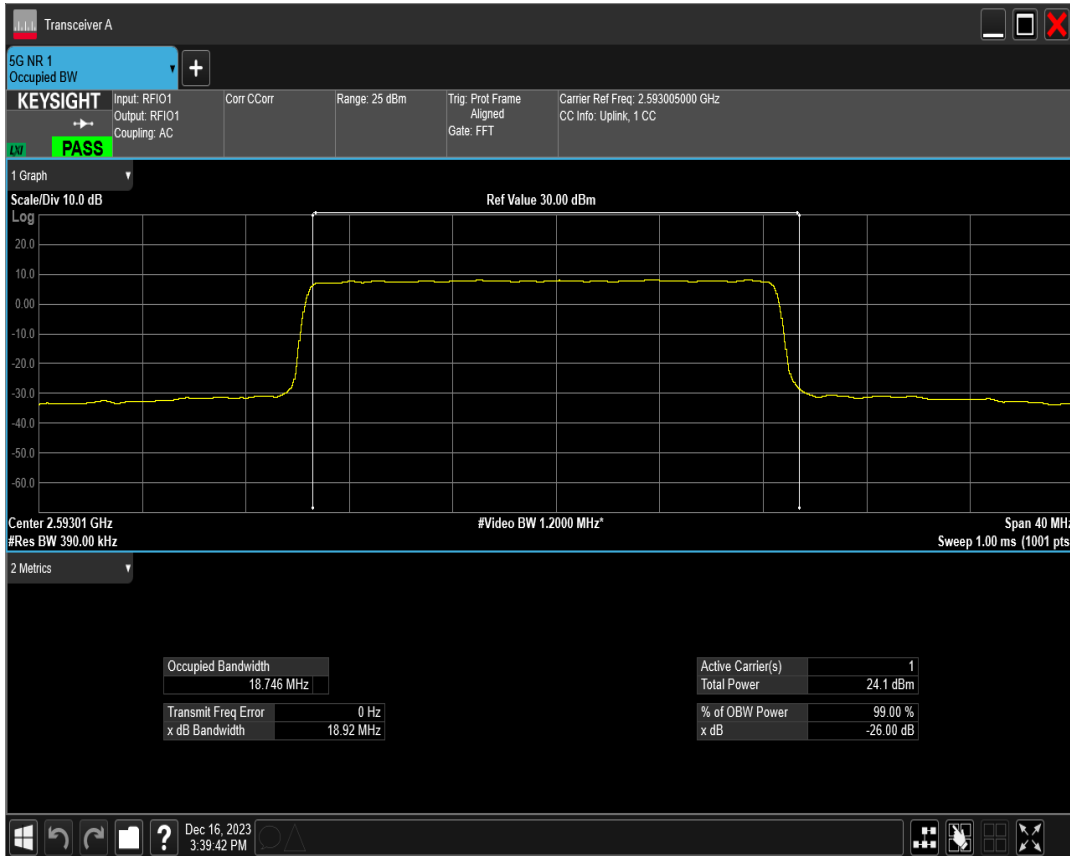 Transceiver A
5G NR 1
Occupied BW
KEYSIGHT
LXI
PASS
Input: RFIO1
Output: RFIO1
Coupling: AC
Corr CCorr
Range: 25 dBm
Trig: Prot Frame
Aligned
Gate: FFT
Carrier Ref Freq: 2.593005000 GHz
CC Info: Uplink, 1 CC
1 Graph
Scale/Div 10.0 dB
Ref Value 30.00 dBm
Log
20.0
10.0
0.00
-10.0
-20.0
-30.0
-40.0
-50.0
-60.0
Center 2.59301 GHz
#Video BW 1.2000 MHz*
Span 40 MHz
#Res BW 390.00 kHz
Sweep 1.00 ms (1001 pts
2 Metrics
Occupied Bandwidth
18.746 MHz
Transmit Freq Error 0 Hz
x dB Bandwidth 18.92 MHz
Active Carrier(s) 1
Total Power 24.1 dBm
% of OBW Power 99.00 %
x dB -26.00 dB
?
Dec 16, 2023
3:39:42 PM